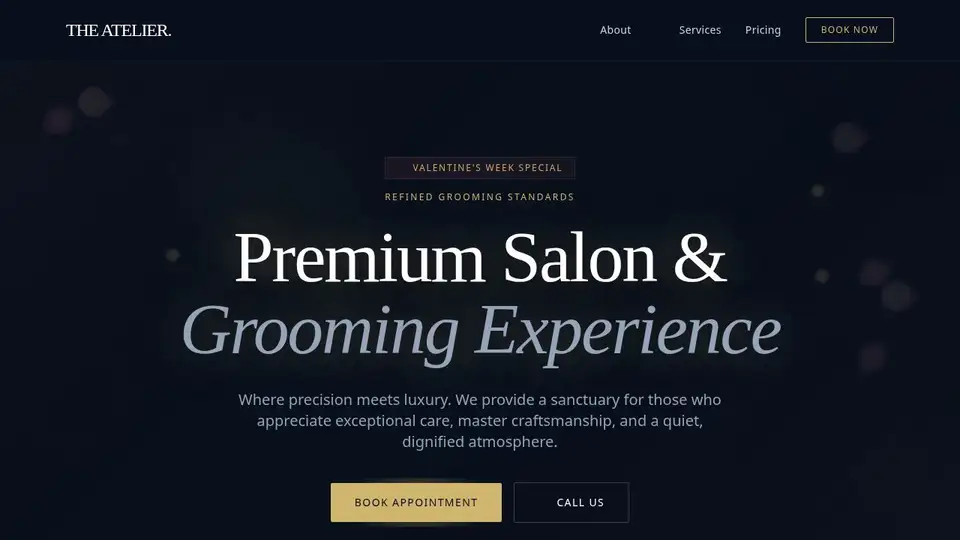 THE ATELIER.
About Services Pricing BOOK NOW
VALENTINE'S WEEK SPECIAL
REFINED GROOMING STANDARDS
Premium Salon &
Grooming Experience
Where precision meets luxury. We provide a sanctuary for those who
appreciate exceptional care, master craftsmanship, and a quiet,
dignified atmosphere.
BOOK APPOINTMENT CALL US